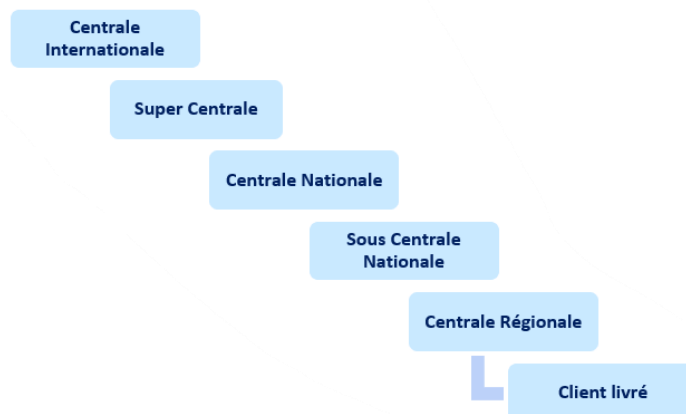 Centrale
Internationale
Super Centrale
Centrale Nationale
Sous Centrale
Nationale
Centrale Régionale
Client livré